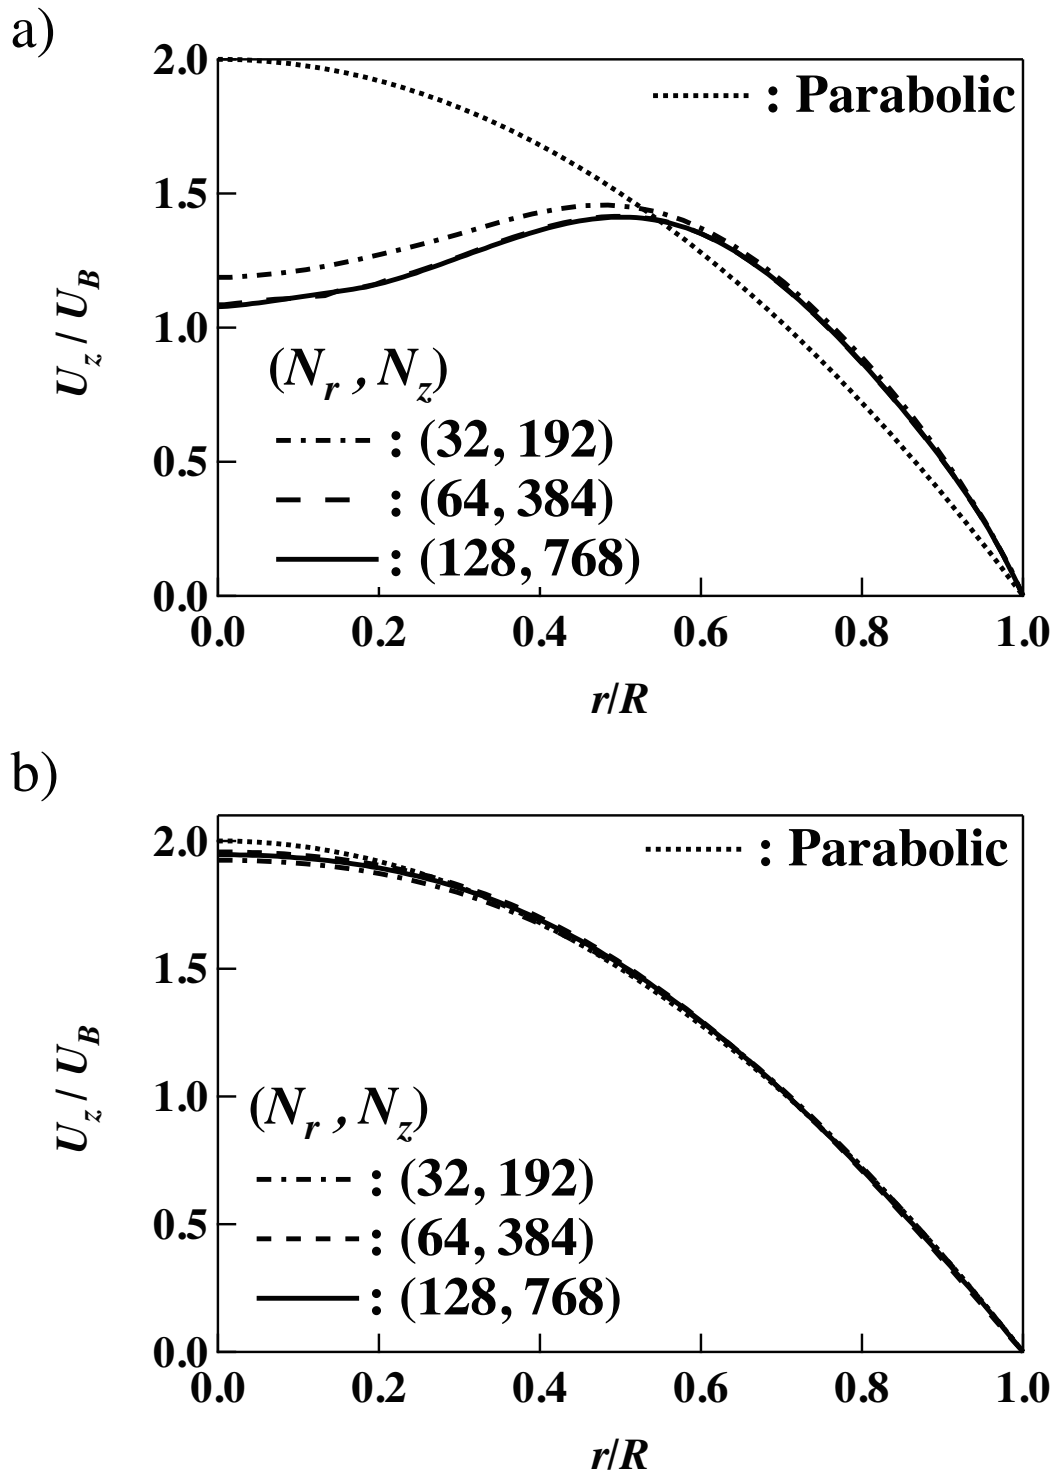 a)
2.0
: Parabolic
1.5
U_z / U_B
1.0
(N_r , N_z)
: (32, 192)
0.5
: (64, 384)
: (128, 768)
0.0
0.0 0.2 0.4 0.6 0.8 1.0
r/R
b)
2.0
: Parabolic
1.5
U_z / U_B
1.0
(N_r , N_z)
: (32, 192)
0.5
: (64, 384)
: (128, 768)
0.0
0.0 0.2 0.4 0.6 0.8 1.0
r/R